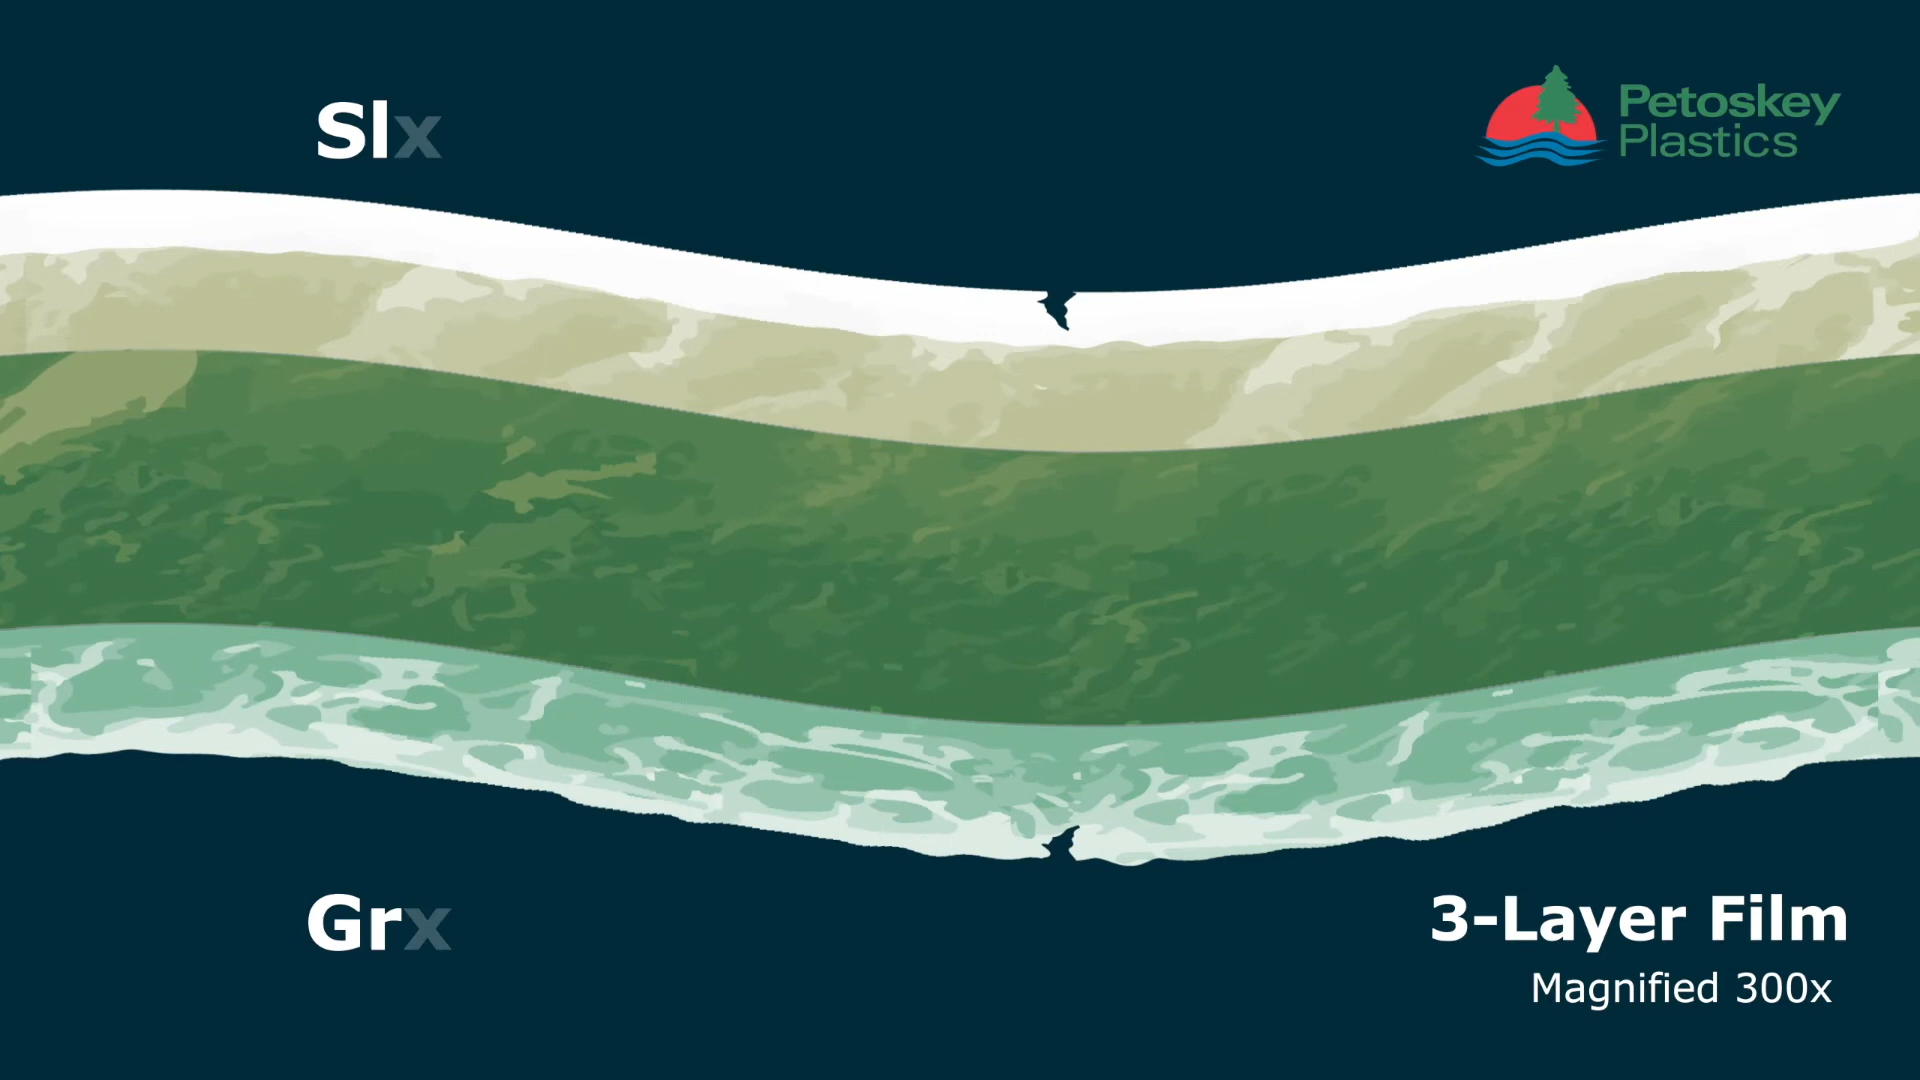 Slx
Petoskey
Plastics
Grx
3-Layer Film
Magnified 300x